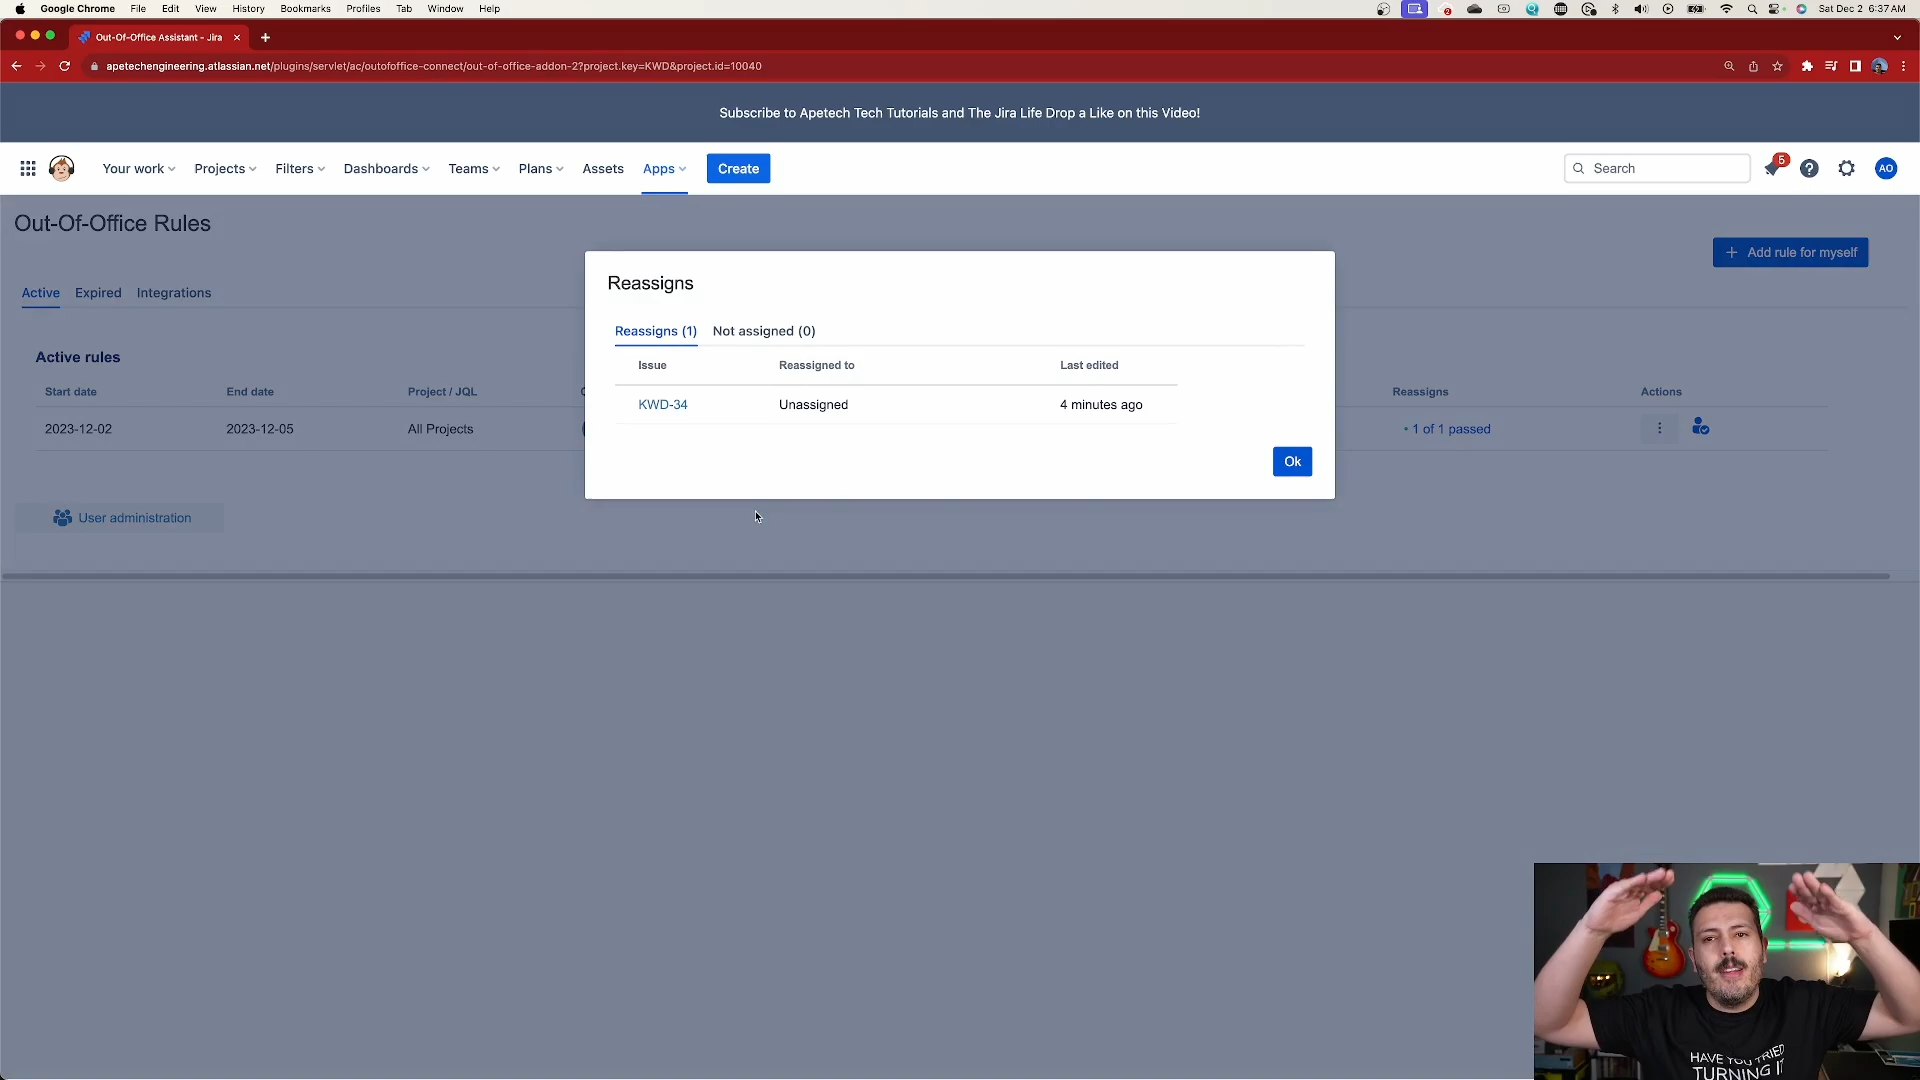 Google Chrome File Edit View History Bookmarks Profiles Tab Window Help
2
Sat Dec 2 6:37 AM
Out-Of-Office Assistant - Jira
apetechengineering.atlassian.net/plugins/servlet/ac/outofoffice-connect/out-of-office-addon-2?project.key=KWD&project.id=10040
Subscribe to Apetech Tech Tutorials and The Jira Life Drop a Like on this Video!
Your work Projects Filters Dashboards Teams Plans Assets Apps Create
Search
5
AO
Out-Of-Office Rules
+ Add rule for myself
Active Expired Integrations
Active rules
Start date End date Project / JQL
Reassigns Actions
2023-12-02 2023-12-05 All Projects
• 1 of 1 passed
User administration
Reassigns
Reassigns (1) Not assigned (0)
Issue Reassigned to Last edited
KWD-34 Unassigned 4 minutes ago
Ok
HAVE YOU TRIED
TURNING IT